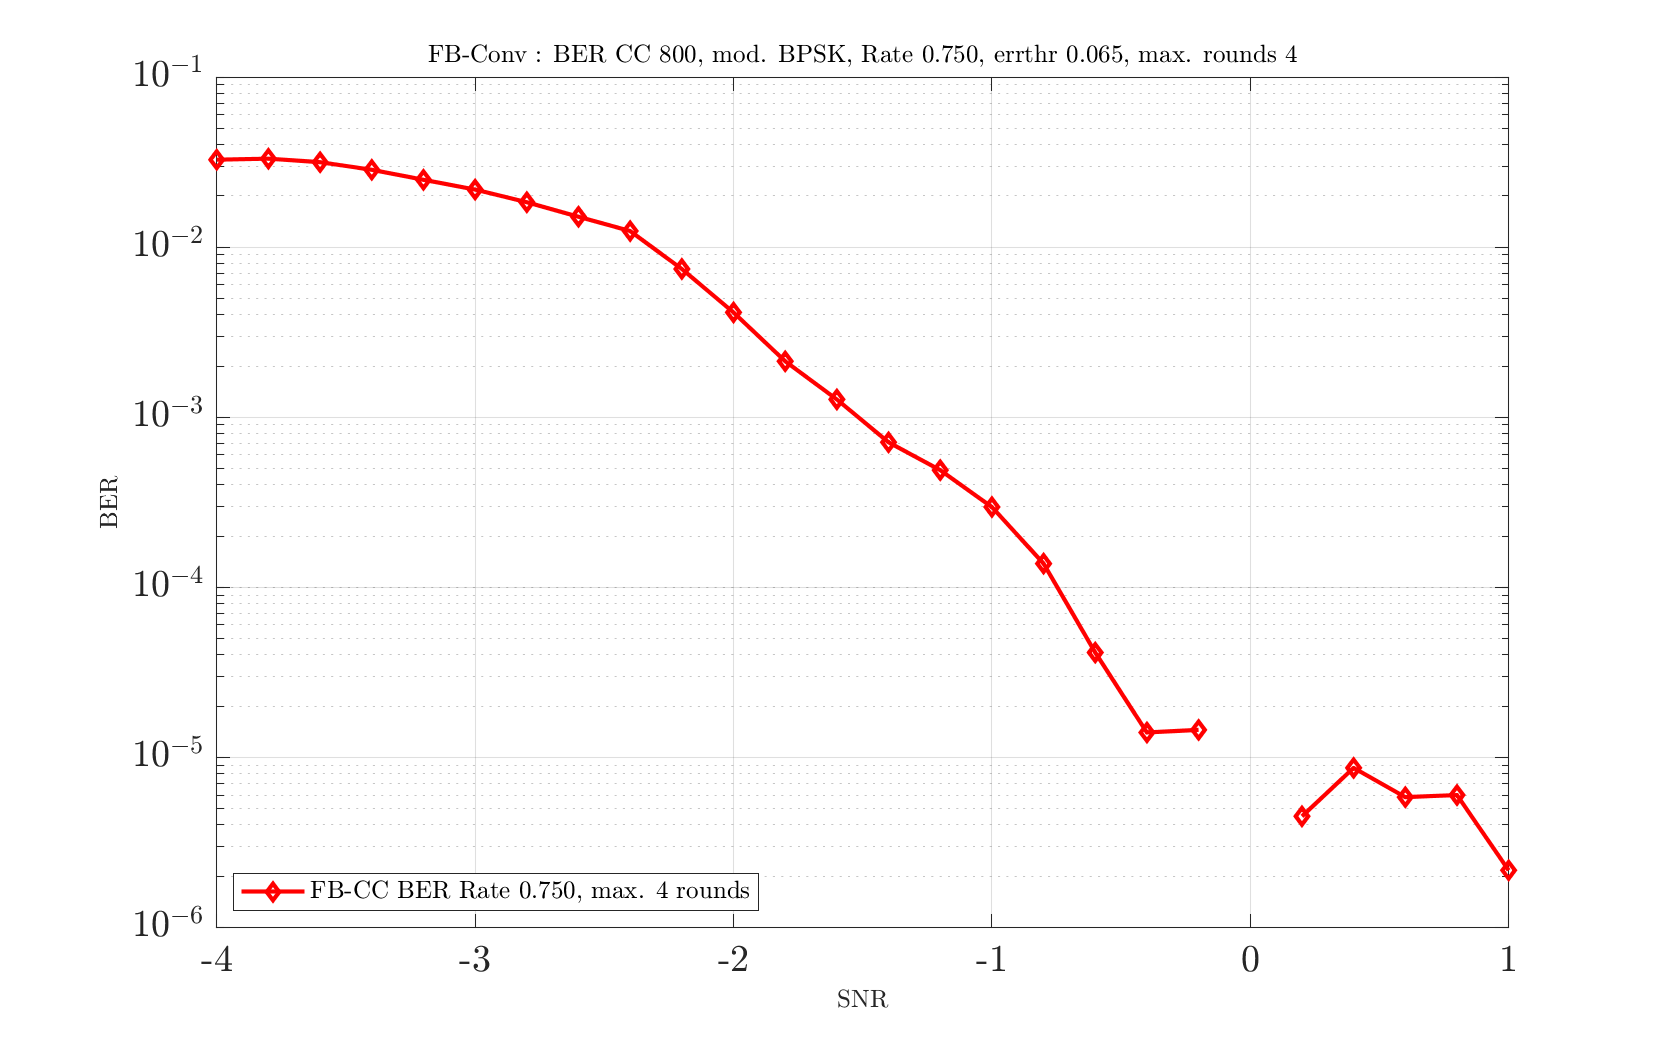 FB-Conv : BER CC 800, mod. BPSK, Rate 0.750, errthr 0.065, max. rounds 4
10^{-1}
10^{-2}
10^{-3}
10^{-4}
10^{-5}
10^{-6}
BER
FB-CC BER Rate 0.750, max. 4 rounds
-4 -3 -2 -1 0 1
SNR